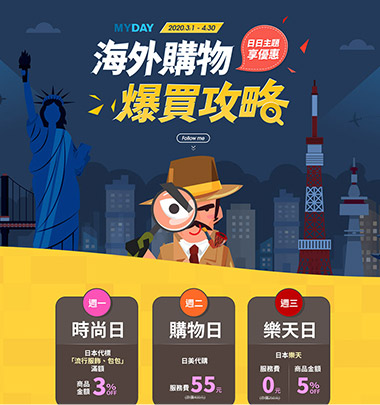 MYDAY
2020.3.1 - 4.30
海外購物
日日主題
享優惠
爆買攻略
Follow me
週一
時尚日
日本代標
「流行服飾、包包」
滿額
商品
金額
3%
OFF
週二
購物日
日美代購
服務費
55元
週三
樂天日
日本樂天
服務費
0元
商品金額
5%
OFF